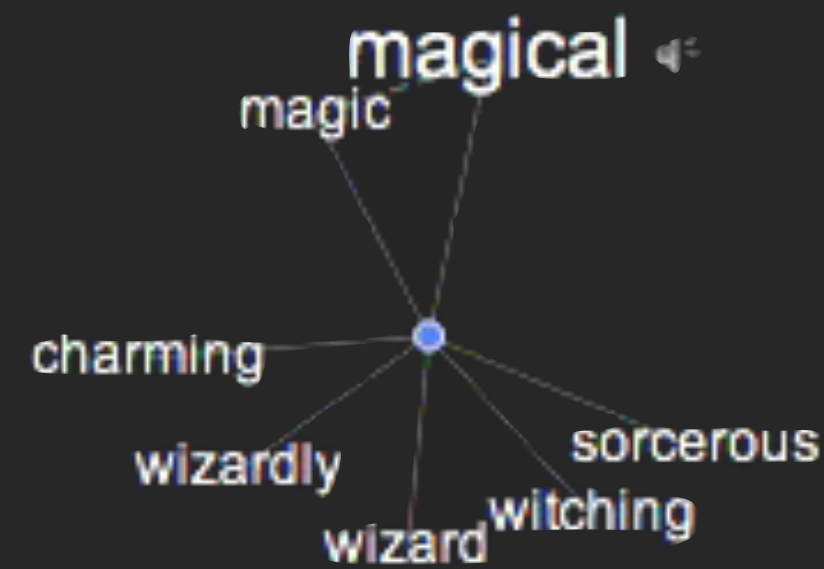 magical
magic
charming
sorcerous
wizardly
witching
wizard